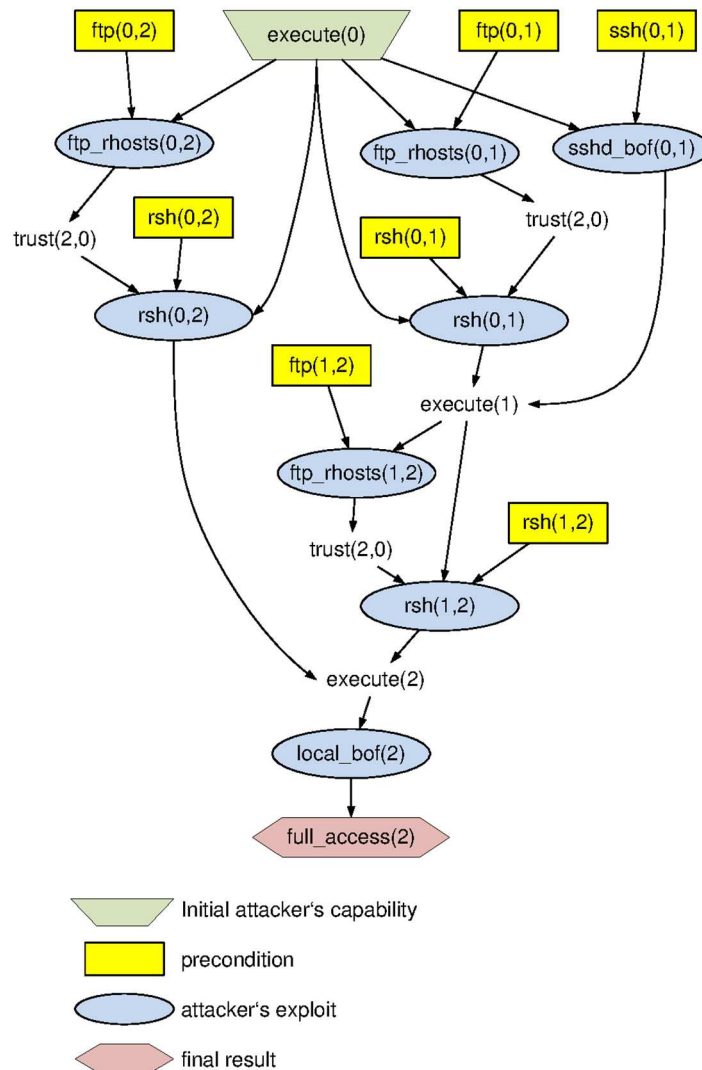 ftp(0,2)
execute(0)
ftp(0,1)
ssh(0,1)
ftp_rhosts(0,2)
ftp_rhosts(0,1)
sshd_bof(0,1)
rsh(0,2)
trust(2,0)
trust(2,0)
rsh(0,1)
rsh(0,2)
rsh(0,1)
ftp(1,2)
execute(1)
ftp_rhosts(1,2)
rsh(1,2)
trust(2,0)
rsh(1,2)
execute(2)
local_bof(2)
full_access(2)
Initial attacker‘s capability
precondition
attacker‘s exploit
final result